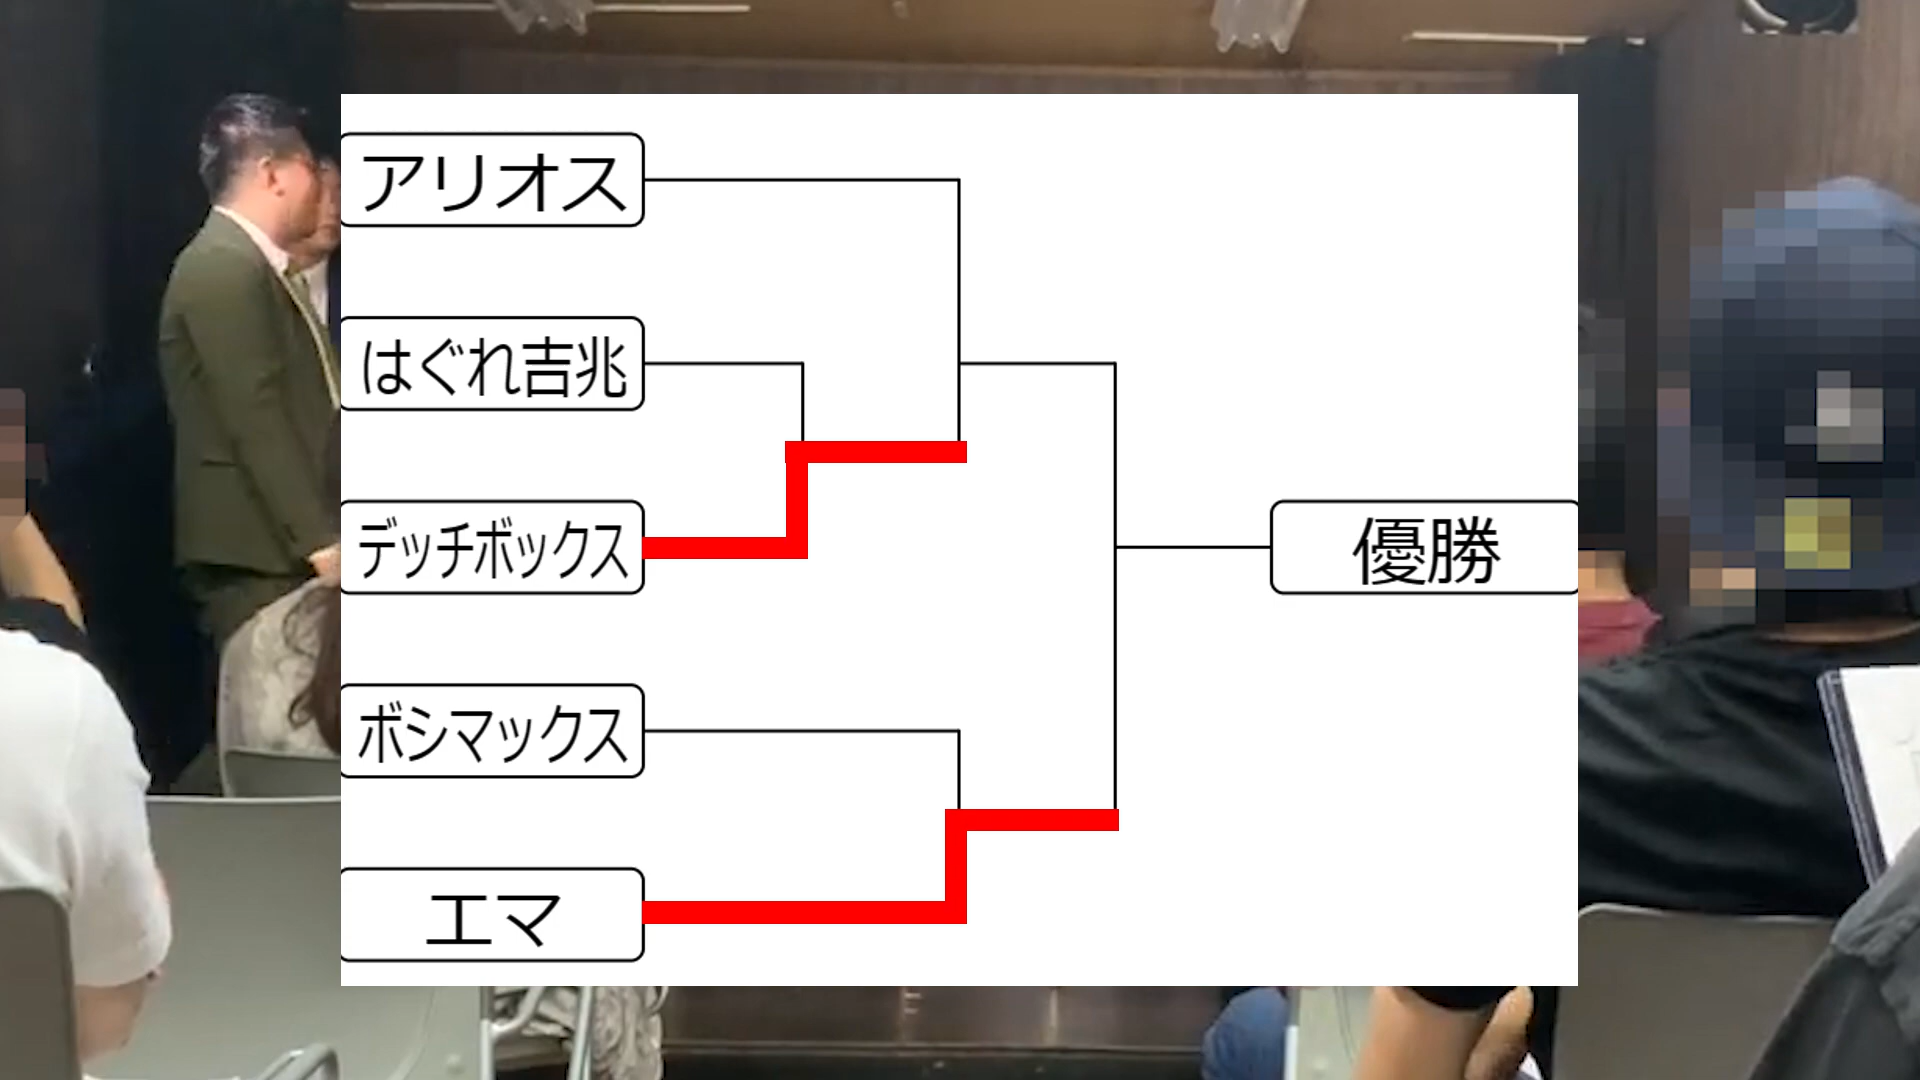 アリオス
はぐれ吉兆
デッチボックス
ボシマックス
エマ
優勝